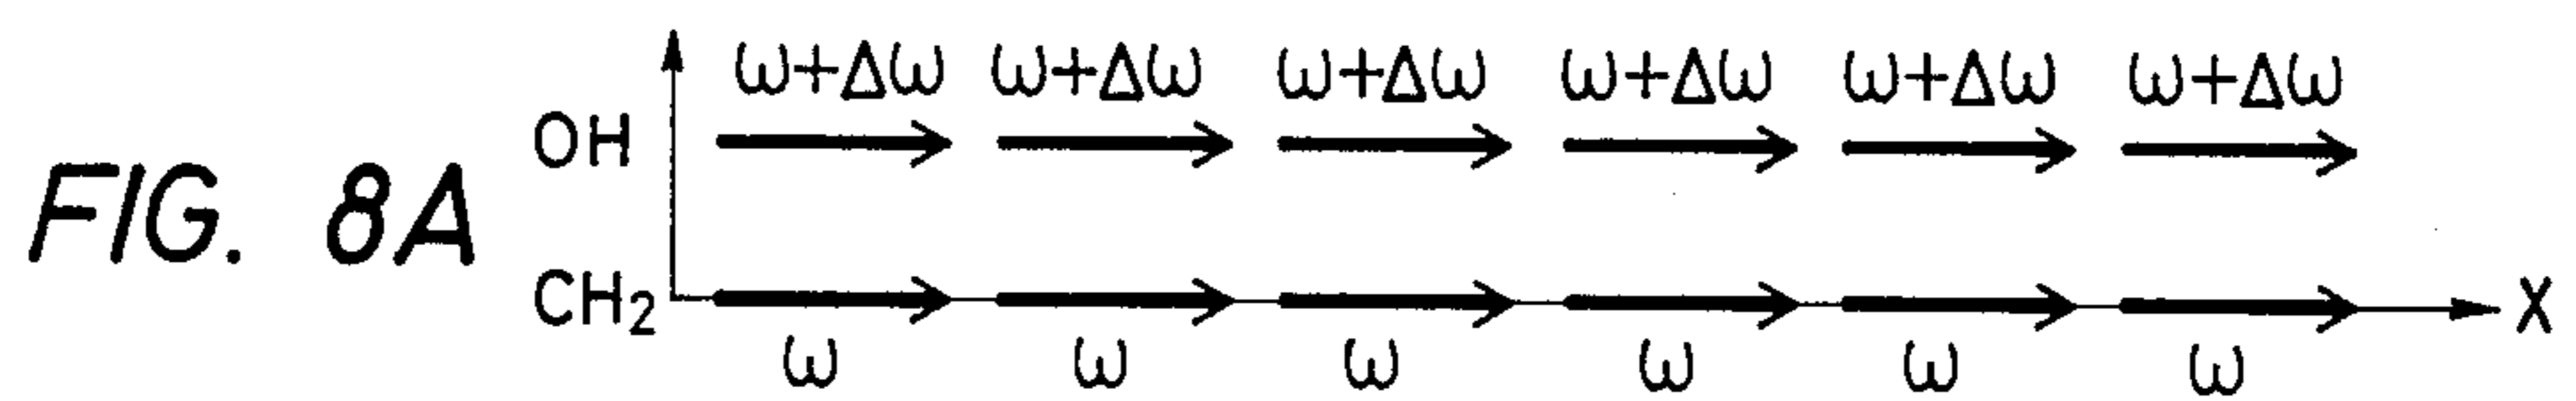 ω+Δω ω+Δω ω+Δω ω+Δω ω+Δω ω+Δω
OH
FIG. 8A
CH₂ X
ω ω ω ω ω ω